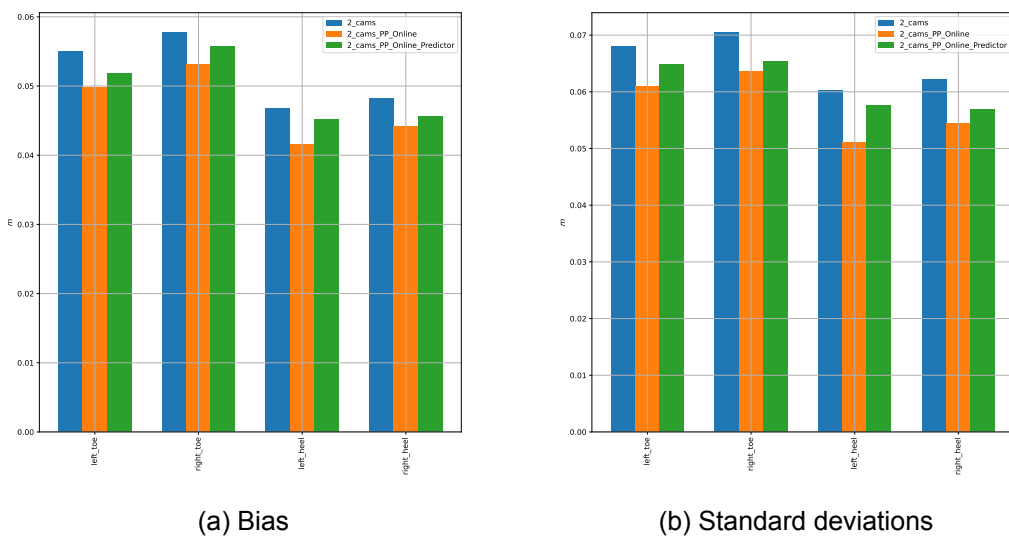 0.06
0.05
0.04
0.03
0.02
0.01
0.00
m
2_cams
2_cams_PP_Online
2_cams_PP_Online_Predictor
left_toe
right_toe
left_heel
right_heel
(a) Bias
0.07
0.06
0.05
0.04
0.03
0.02
0.01
0.00
m
2_cams
2_cams_PP_Online
2_cams_PP_Online_Predictor
left_toe
right_toe
left_heel
right_heel
(b) Standard deviations